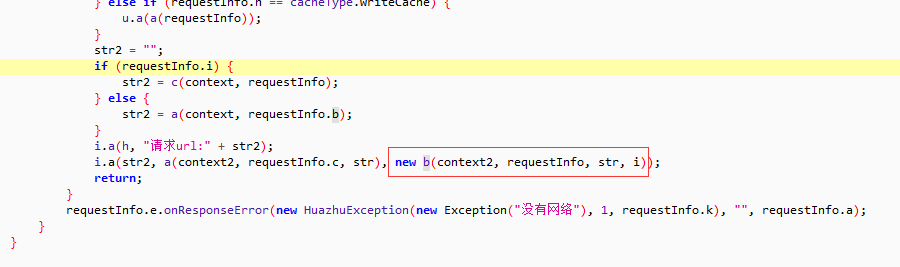 } else if (requestInfo.n == cacheType.writeCache) {
u.a(a(requestInfo));
}
str2 = "";
if (requestInfo.i) {
str2 = c(context, requestInfo);
} else {
str2 = a(context, requestInfo.b);
}
i.a(h, "请求url:" + str2);
i.a(str2, a(context2, requestInfo.c, str), new b(context2, requestInfo, str, i));
return;
}
requestInfo.e.onResponseError(new HuazhuException(new Exception("没有网络"), 1, requestInfo.k), "", requestInfo.a);
}
}